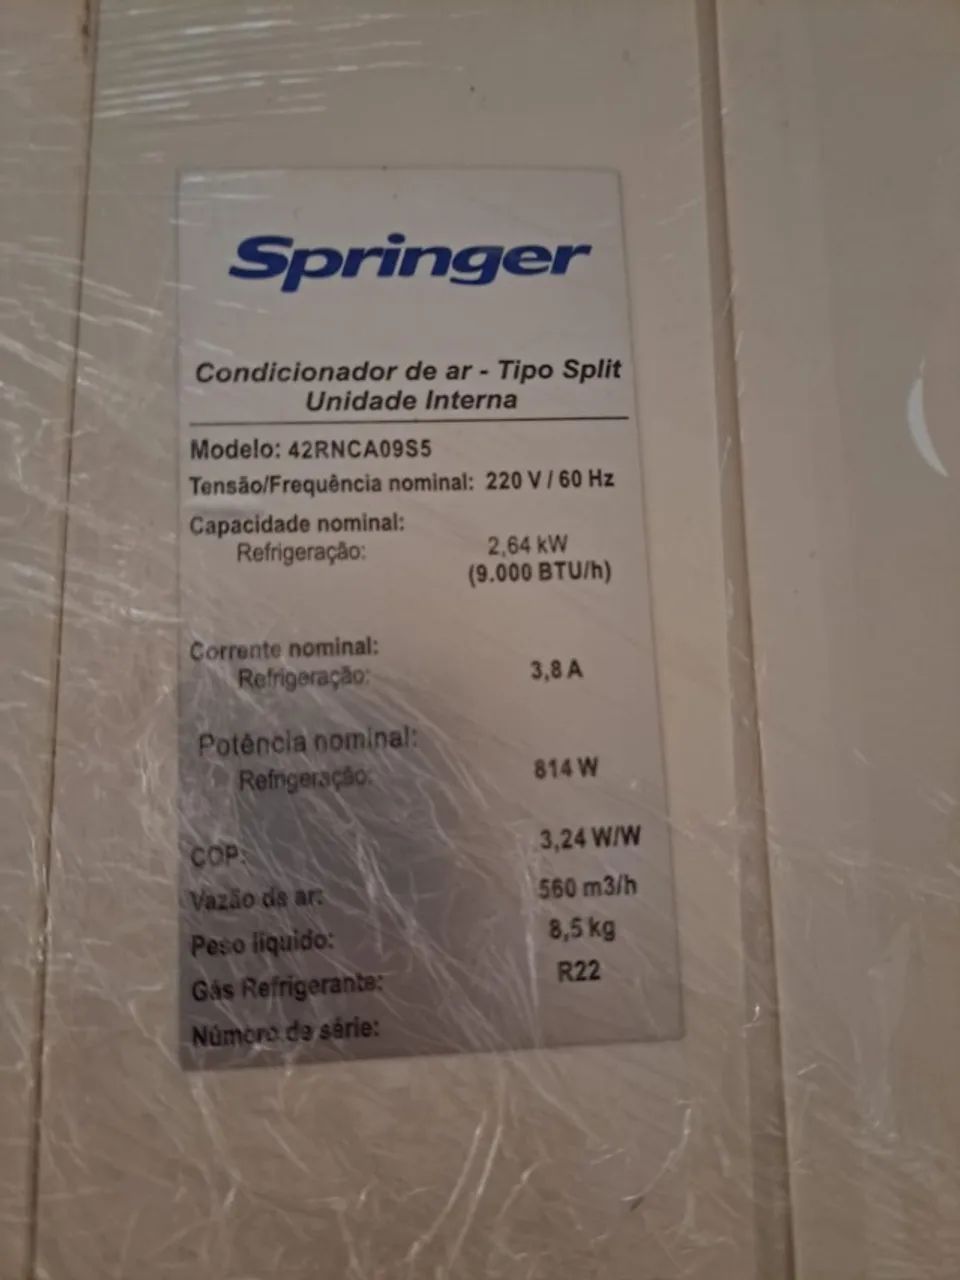 Springer
Condicionador de ar - Tipo Split
Unidade Interna
Modelo: 42RNCA09S5
Tensão/Frequência nominal: 220 V / 60 Hz
Capacidade nominal:
Refrigeração: 2,64 kW
(9.000 BTU/h)
Corrente nominal:
Refrigeração: 3,8 A
Potência nominal:
Refrigeração: 814 W
COP: 3,24 W/W
Vazão de ar: 560 m3/h
Peso líquido: 8,5 kg
Gás Refrigerante: R22
Número de série: